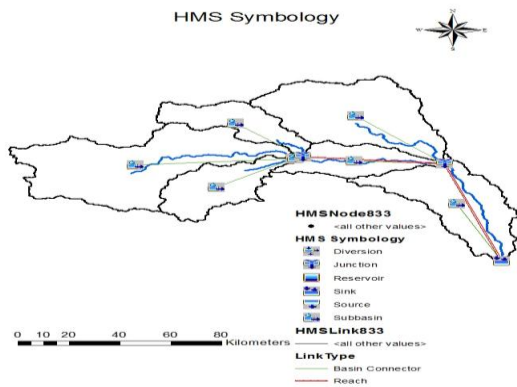 HMS Symbology
N
W E
S
HMSNode833
<all other values>
HMS Symbology
Diversion
Junction
Reservoir
Sink
Source
Subbasin
HMSLink833
<all other values>
LinkType
Basin Connector
Reach
0 5 10 20 40 60 80
Kilometers